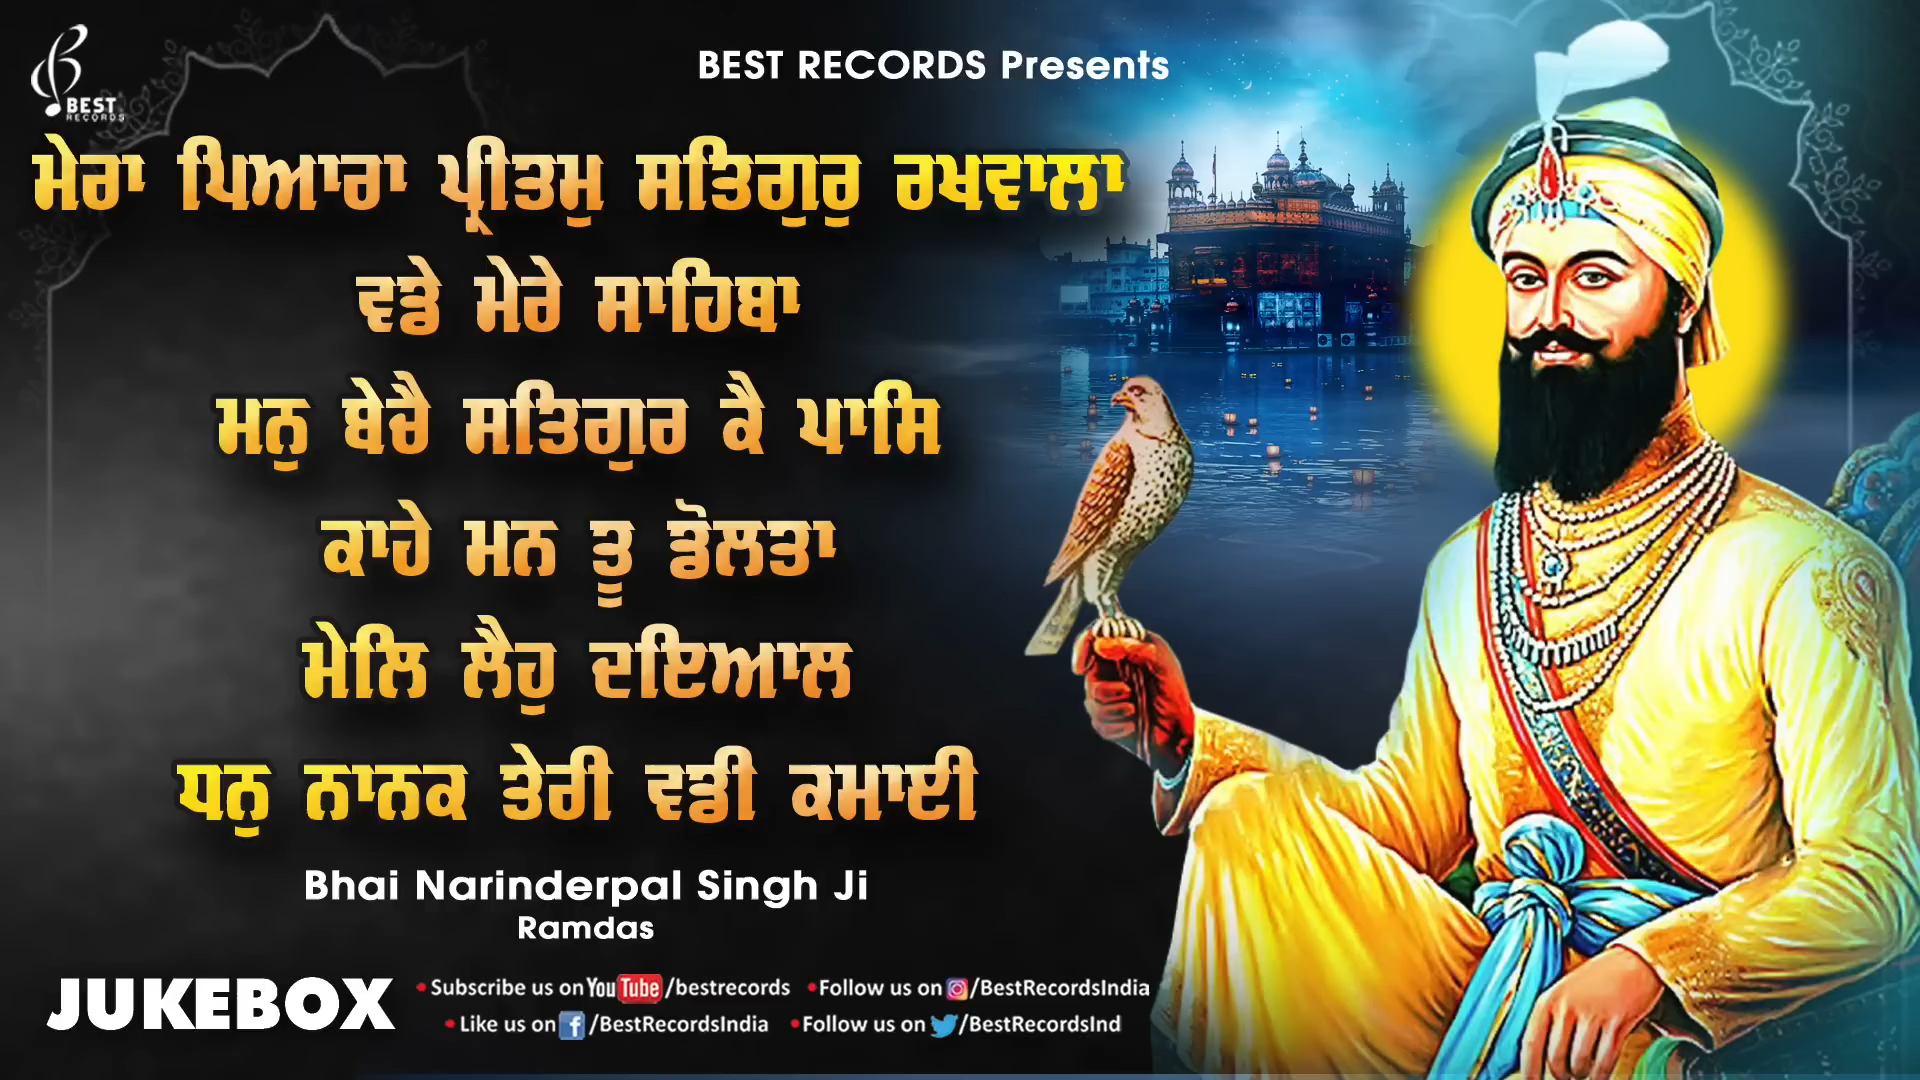 BEST RECORDS Presents
BEST
RECORDS
ਮੇਰਾ ਪਿਆਰਾ ਪ੍ਰੀਤਮੁ ਸਤਿਗੁਰੁ ਰਖਵਾਲਾ
ਵਡੇ ਮੇਰੇ ਸਾਹਿਬਾ
ਮਨੁ ਬੇਚੈ ਸਤਿਗੁਰ ਕੈ ਪਾਸਿ
ਕਾਹੇ ਮਨ ਤੂ ਡੋਲਤਾ
ਮੇਲਿ ਲੈਹੁ ਦਇਆਲ
ਧਨੁ ਨਾਨਕ ਤੇਰੀ ਵਡੀ ਕਮਾਈ
Bhai Narinderpal Singh Ji
Ramdas
JUKEBOX
• Subscribe us on YouTube/bestrecords • Follow us on /BestRecordsIndia
• Like us on f/BestRecordsIndia • Follow us on /BestRecordsInd